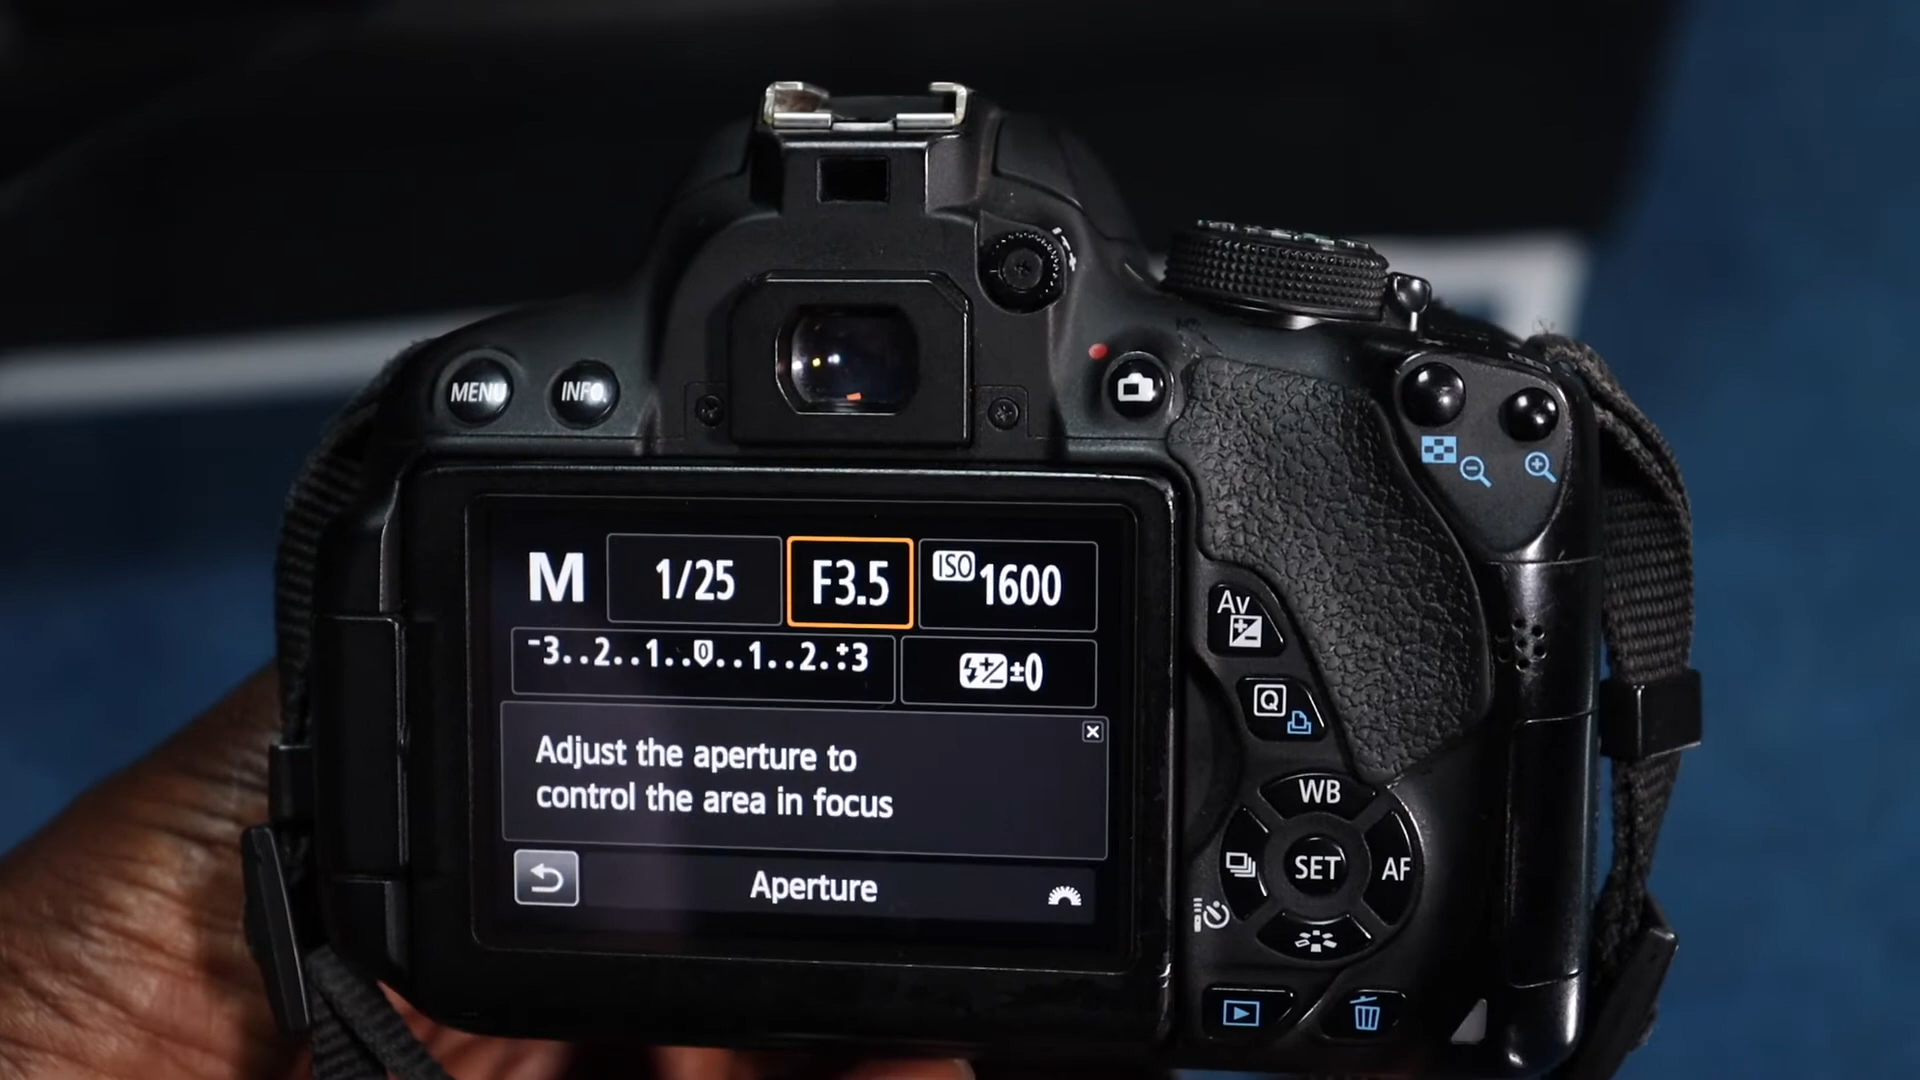 MENU
INFO.
M 1/25 F3.5 ISO 1600
-3..2..1..0..1..2.:+3
±0
Adjust the aperture to
control the area in focus
Aperture
Av
Q
WB
SET
AF